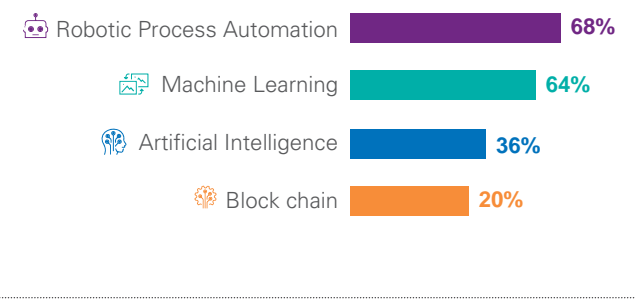 Robotic Process Automation 68%
Machine Learning 64%
Artificial Intelligence 36%
Block chain 20%